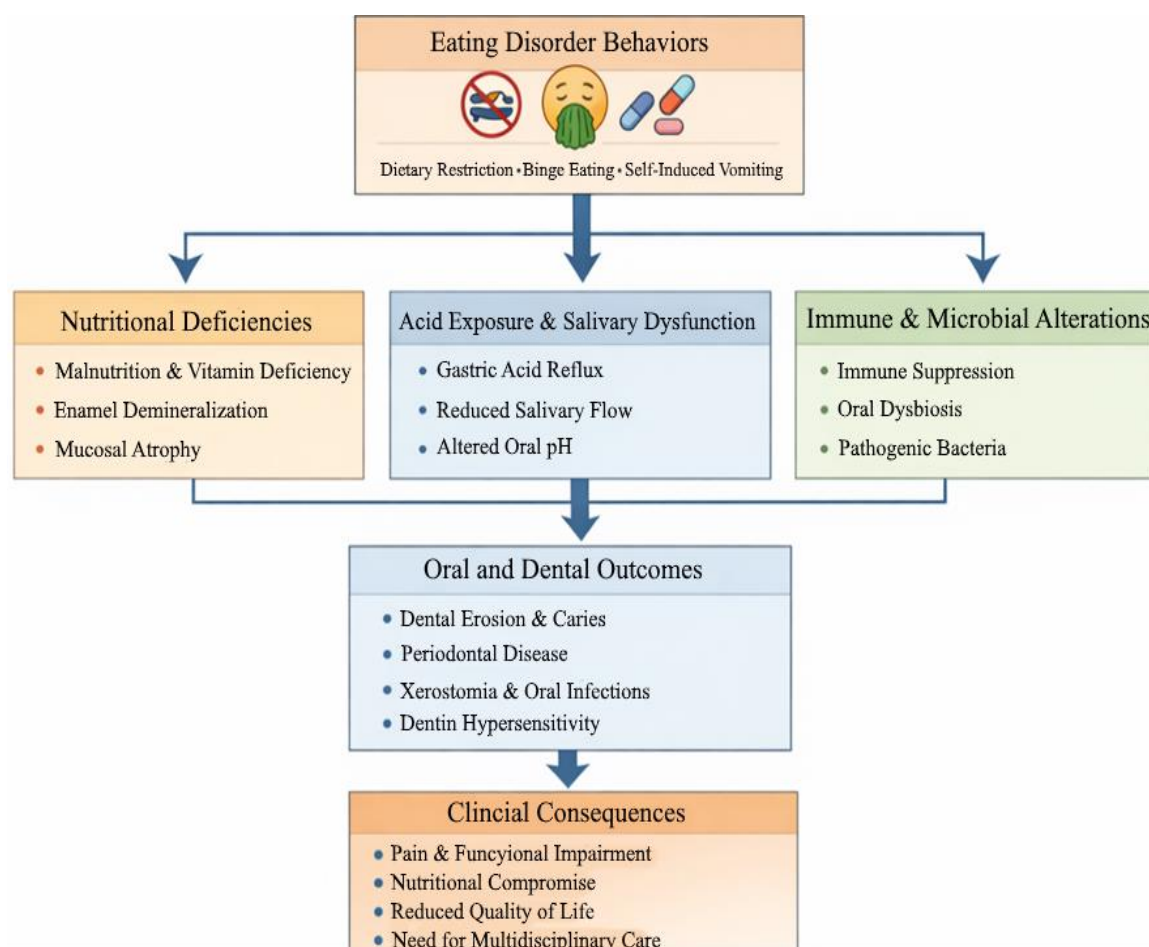 Eating Disorder Behaviors
Dietary Restriction • Binge Eating • Self-Induced Vomiting
Nutritional Deficiencies
• Malnutrition & Vitamin Deficiency
• Enamel Demineralization
• Mucosal Atrophy
Acid Exposure & Salivary Dysfunction
• Gastric Acid Reflux
• Reduced Salivary Flow
• Altered Oral pH
Immune & Microbial Alterations
• Immune Suppression
• Oral Dysbiosis
• Pathogenic Bacteria
Oral and Dental Outcomes
• Dental Erosion & Caries
• Periodontal Disease
• Xerostomia & Oral Infections
• Dentin Hypersensitivity
Clincial Consequences
• Pain & Funcyional Impairment
• Nutritional Compromise
• Reduced Quality of Life
• Need for Multidisciplinary Care